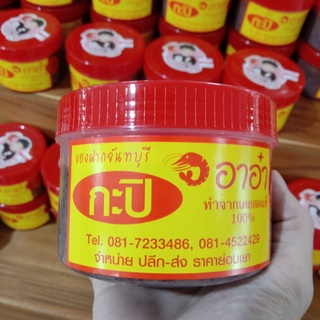 ของฝากจันทบุรี
กะปิ
อาอ๋า
ทำจากเคยสดแท้
100%
Tel. 081-7233486, 081-4522429
จำหน่าย ปลีก-ส่ง ราคาย่อมเยา